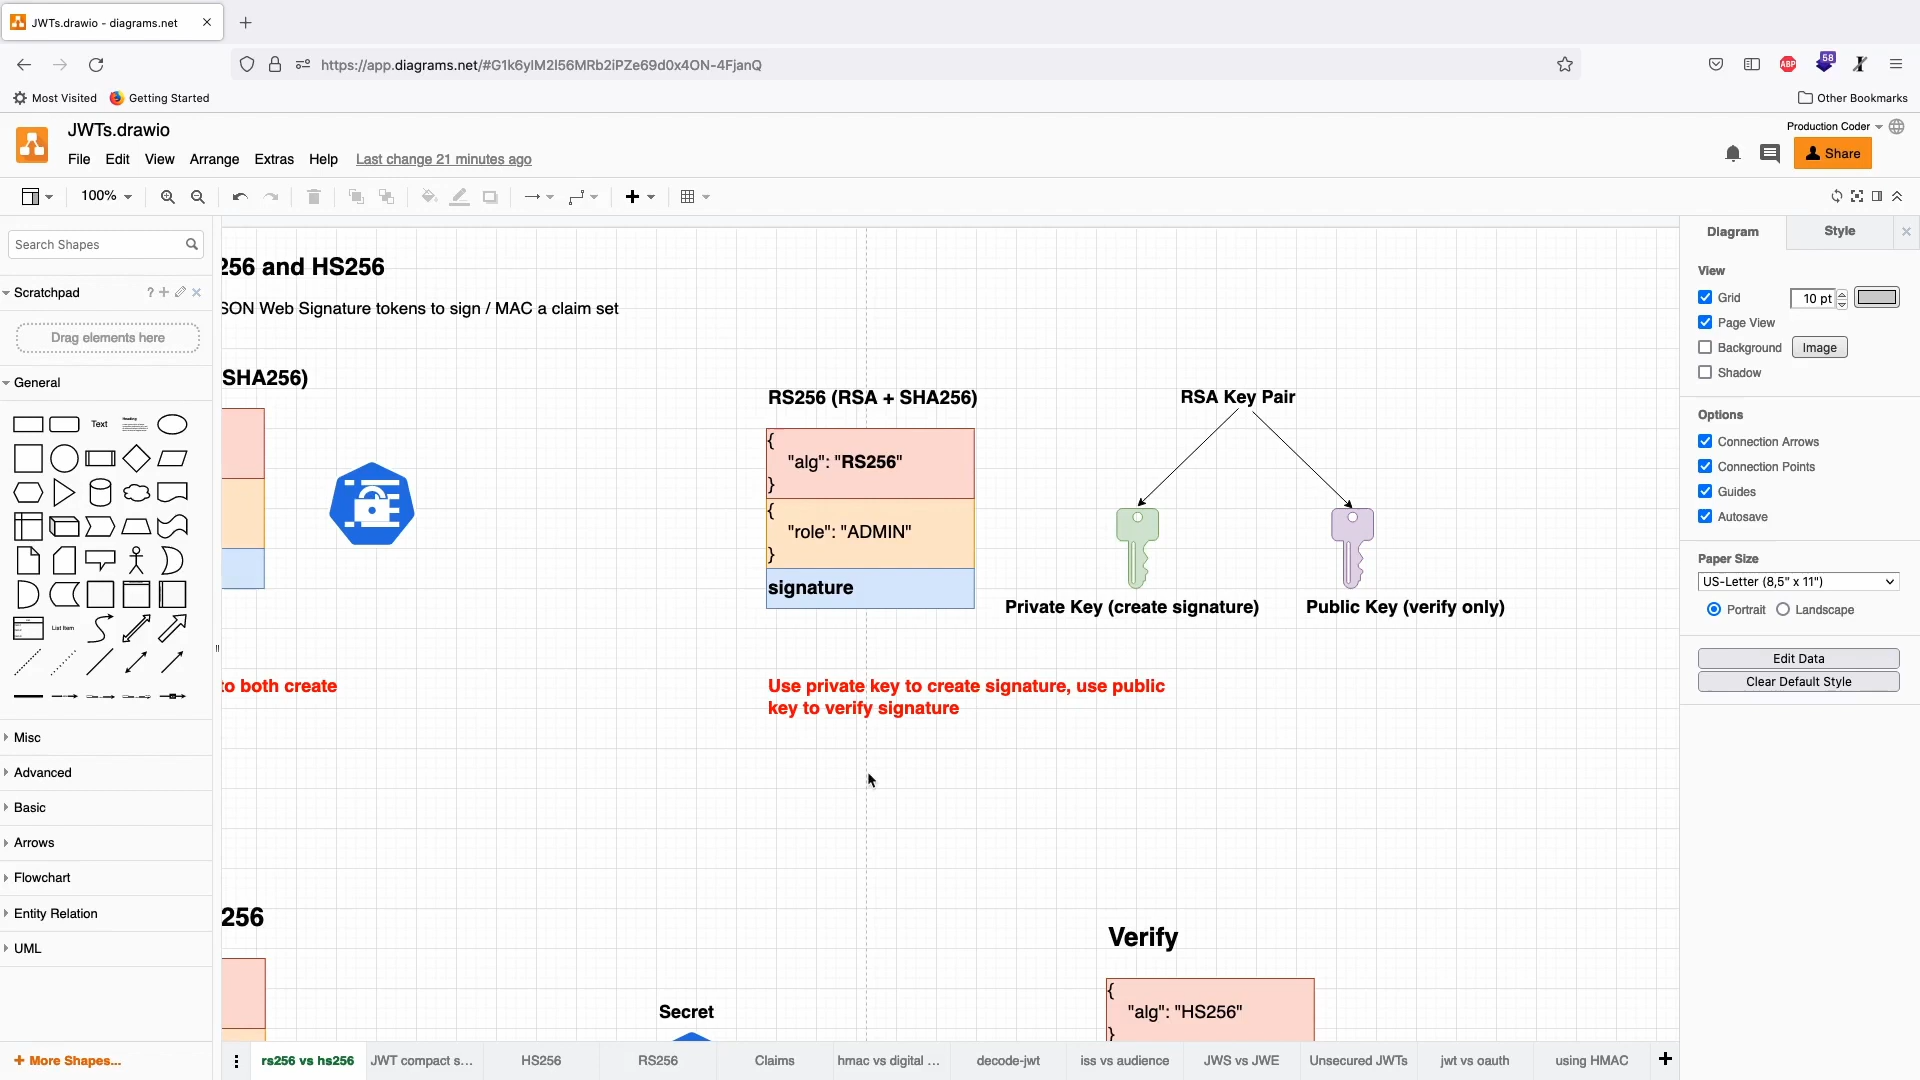 JWTs.drawio - diagrams.net
https://app.diagrams.net/#G1k6ylM2l56MRb2iPZe69d0x4ON-4FjanQ
ABP
58
Most Visited
Getting Started
Other Bookmarks
JWTs.drawio
Production Coder
File Edit View Arrange Extras Help Last change 21 minutes ago
Share
100%
Search Shapes
Scratchpad
?
Drag elements here
General
Text
Heading
List Item
Misc
Advanced
Basic
Arrows
Flowchart
Entity Relation
UML
+ More Shapes...
256 and HS256
SON Web Signature tokens to sign / MAC a claim set
SHA256)
to both create
RS256 (RSA + SHA256)
{
"alg": "RS256"
}
{
"role": "ADMIN"
}
signature
RSA Key Pair
Private Key (create signature)
Public Key (verify only)
Use private key to create signature, use public
key to verify signature
256
Secret
Verify
{
"alg": "HS256"
}
rs256 vs hs256
JWT compact s...
HS256
RS256
Claims
hmac vs digital ...
decode-jwt
iss vs audience
JWS vs JWE
Unsecured JWTs
jwt vs oauth
using HMAC
Diagram
Style
View
Grid
10 pt
Page View
Background
Image
Shadow
Options
Connection Arrows
Connection Points
Guides
Autosave
Paper Size
US-Letter (8,5" x 11")
Portrait
Landscape
Edit Data
Clear Default Style